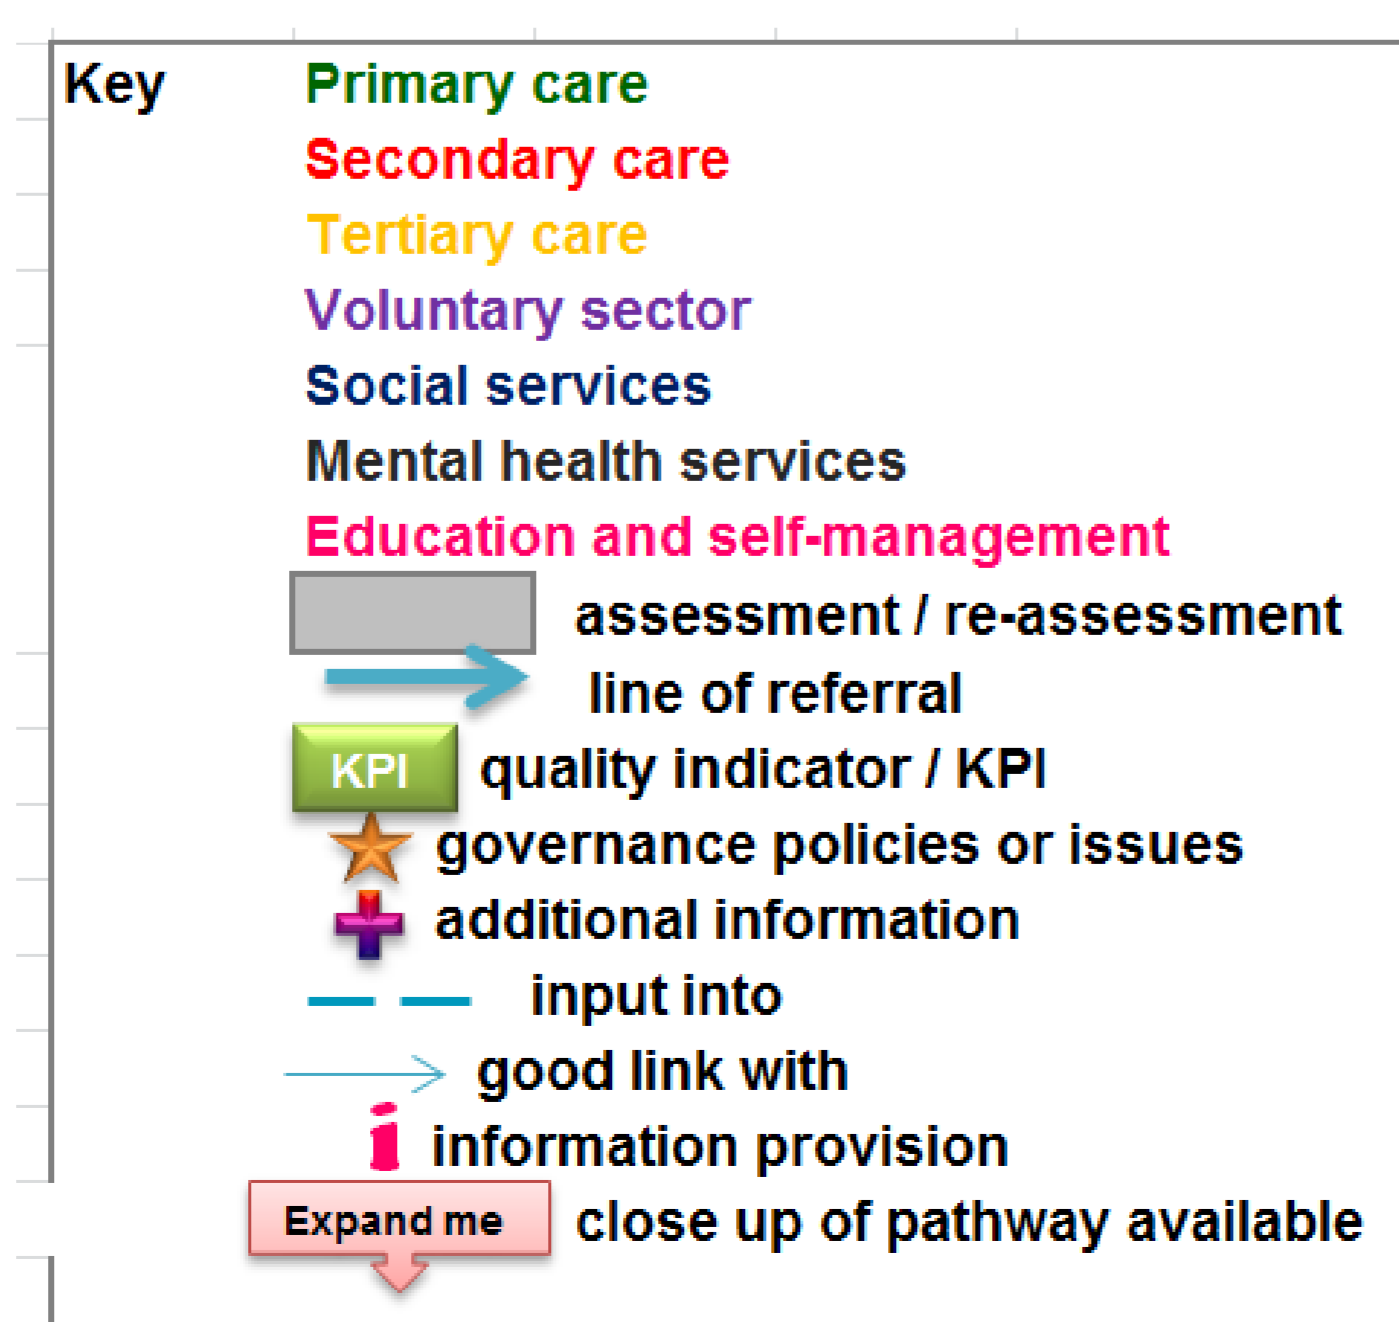 Key Primary care
Secondary care
Tertiary care
Voluntary sector
Social services
Mental health services
Education and self-management
assessment / re-assessment
line of referral
KPI quality indicator / KPI
governance policies or issues
additional information
input into
good link with
i information provision
Expand me close up of pathway available